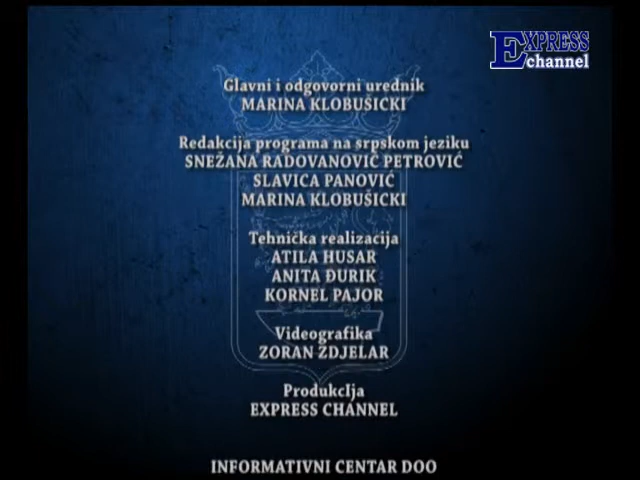 EXPRESS
channel
Glavni i odgovorni urednik
MARINA KLOBUŠICKI
Redakcija programa na srpskom jeziku
SNEŽANA RADOVANOVIĆ PETROVIĆ
SLAVICA PANOVIĆ
MARINA KLOBUŠICKI
Tehnička realizacija
ATILA HUSAR
ANITA ĐURIK
KORNEL PAJOR
Videografika
ZORAN ŽDJELAR
ProdukcIja
EXPRESS CHANNEL
INFORMATIVNI CENTAR DOO